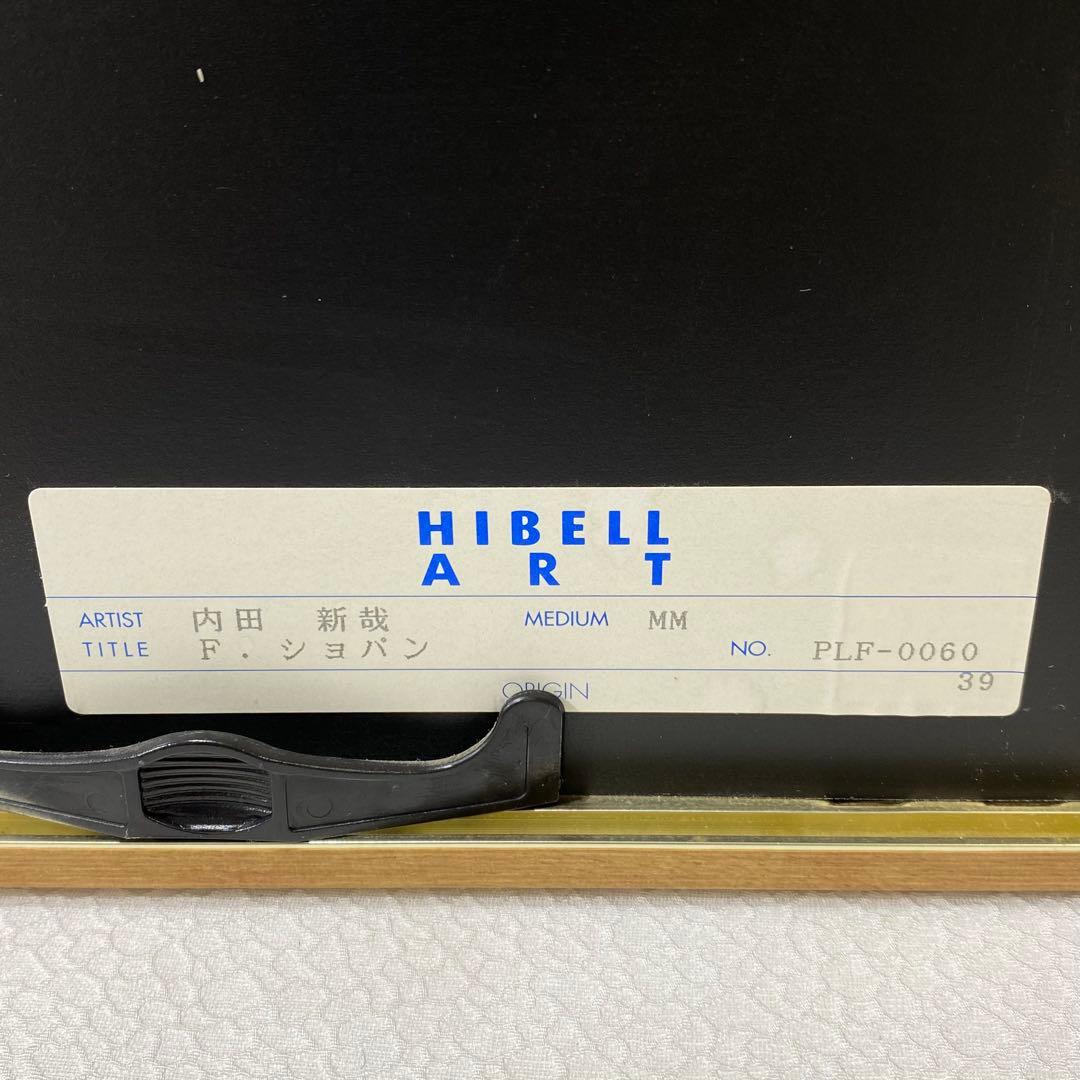 HIBELL
ART
ARTIST 内田 新哉 MEDIUM MM
TITLE F.ショパン NO. PLF-0060
39
ORIGIN